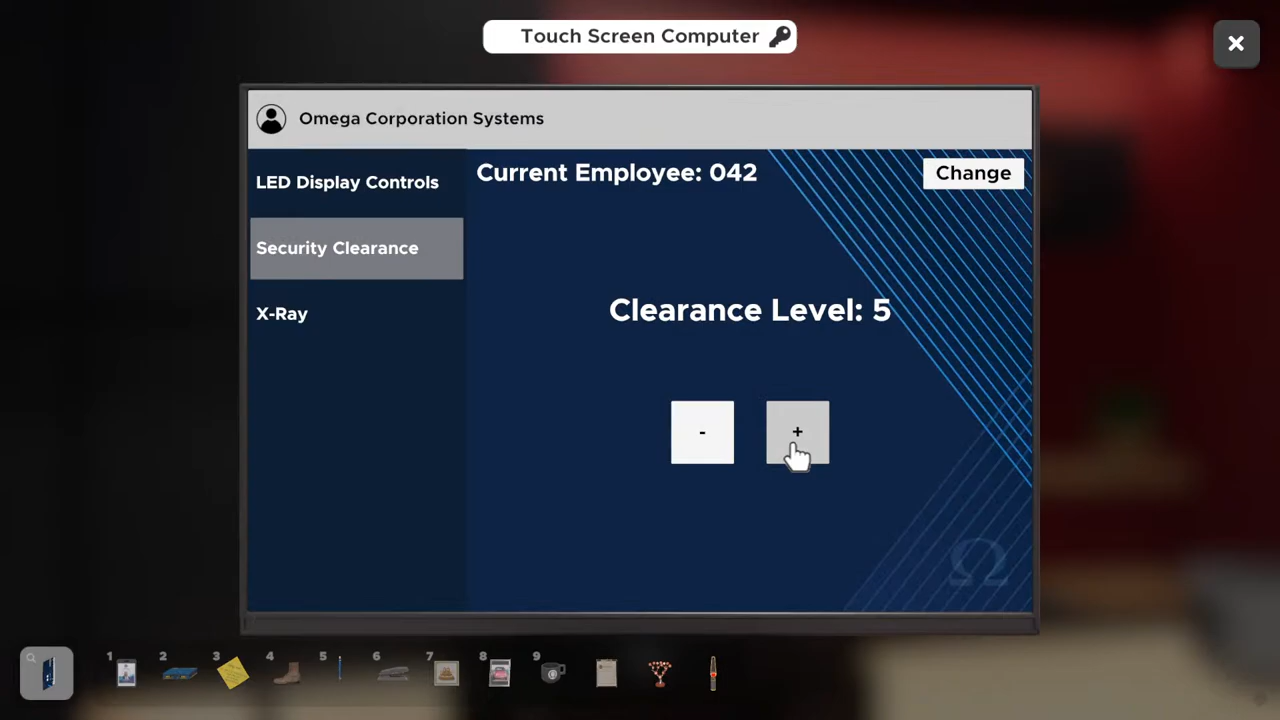 Touch Screen Computer
Omega Corporation Systems
LED Display Controls
Current Employee: 042
Change
Security Clearance
Clearance Level: 5
X-Ray
- +
Ω
1 2 3 4 5 6 7 8 9